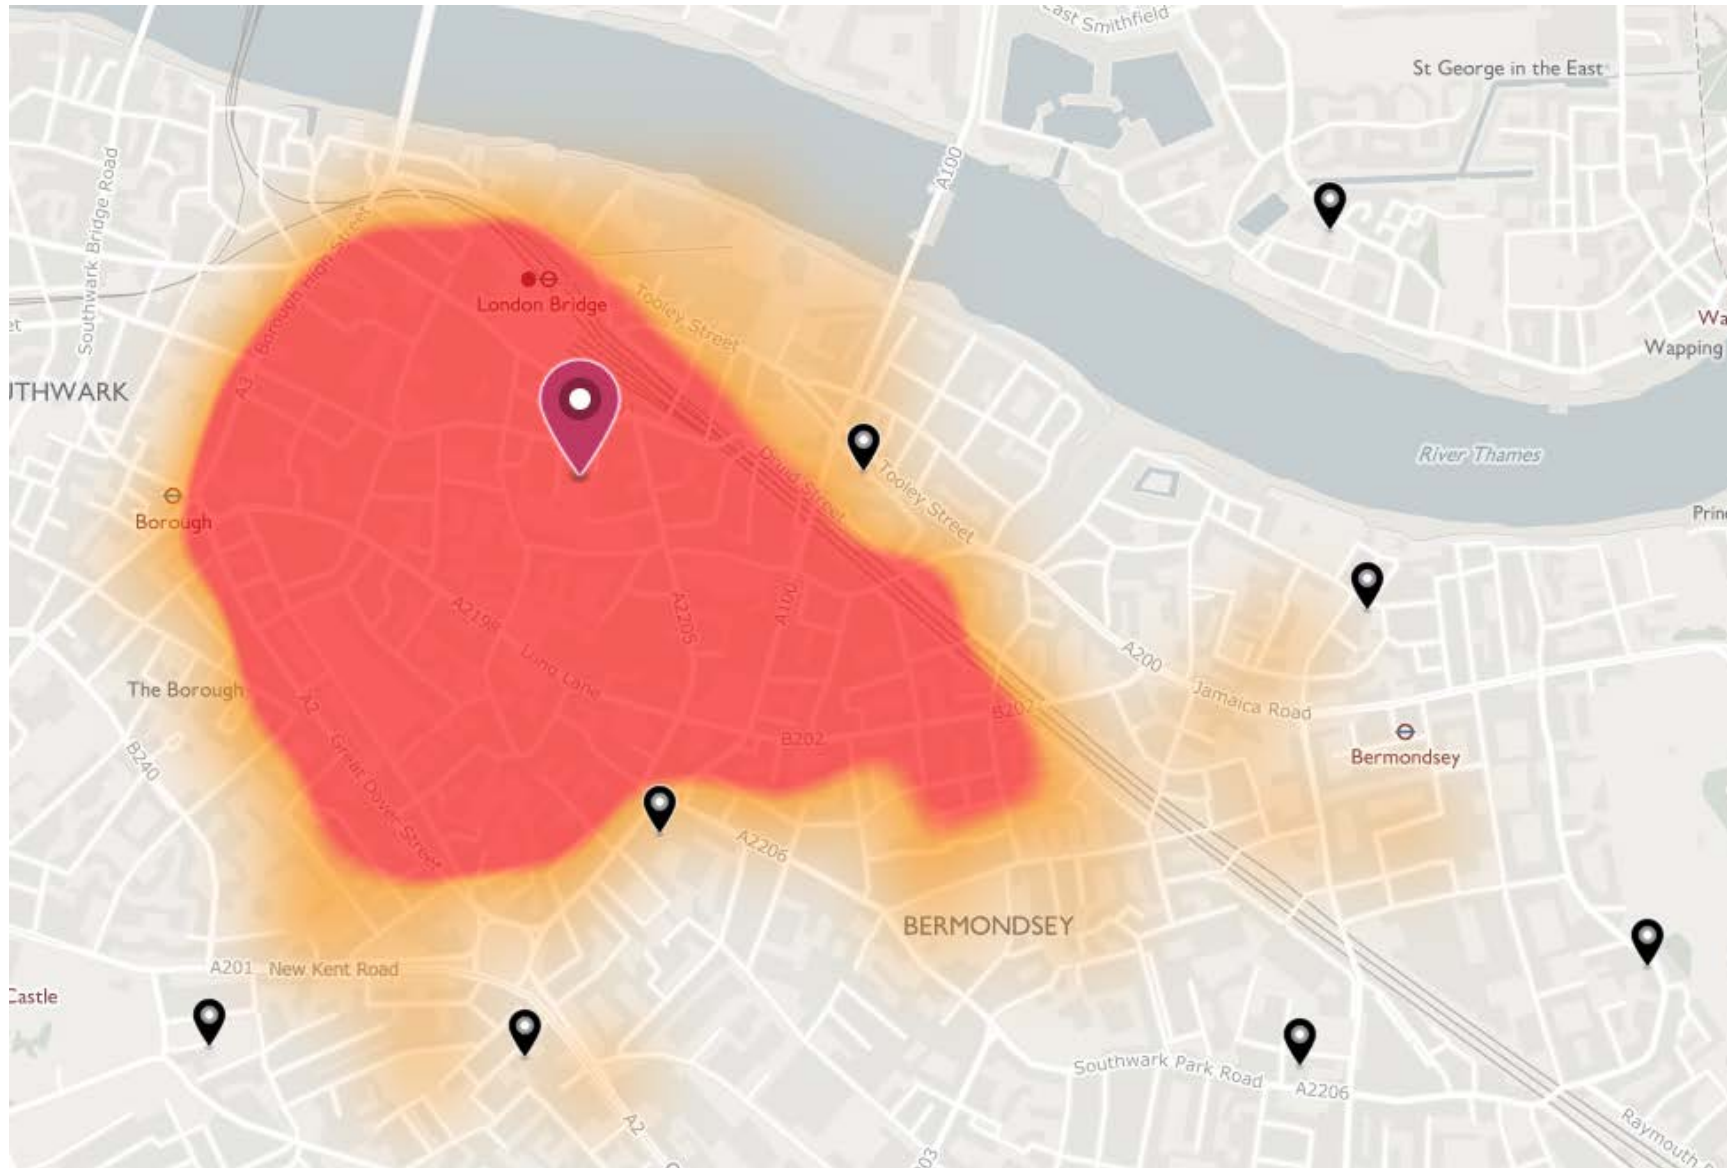 East Smithfield
St George in the East
Southwark Bridge Road
A100
Borough High Street
London Bridge
Tooley Street
Wapping
UTHWARK
A2
River Thames
Druid Street
Tooley Street
Borough
Prin
A2198
A2205
A100
Long Lane
A200
Jamaica Road
The Borough
A2
B202
B202
Bermondsey
B240
Great Dover Street
A2206
BERMONDSEY
A201 New Kent Road
Castle
Southwark Park Road
A2206
A2
Raymouth
03